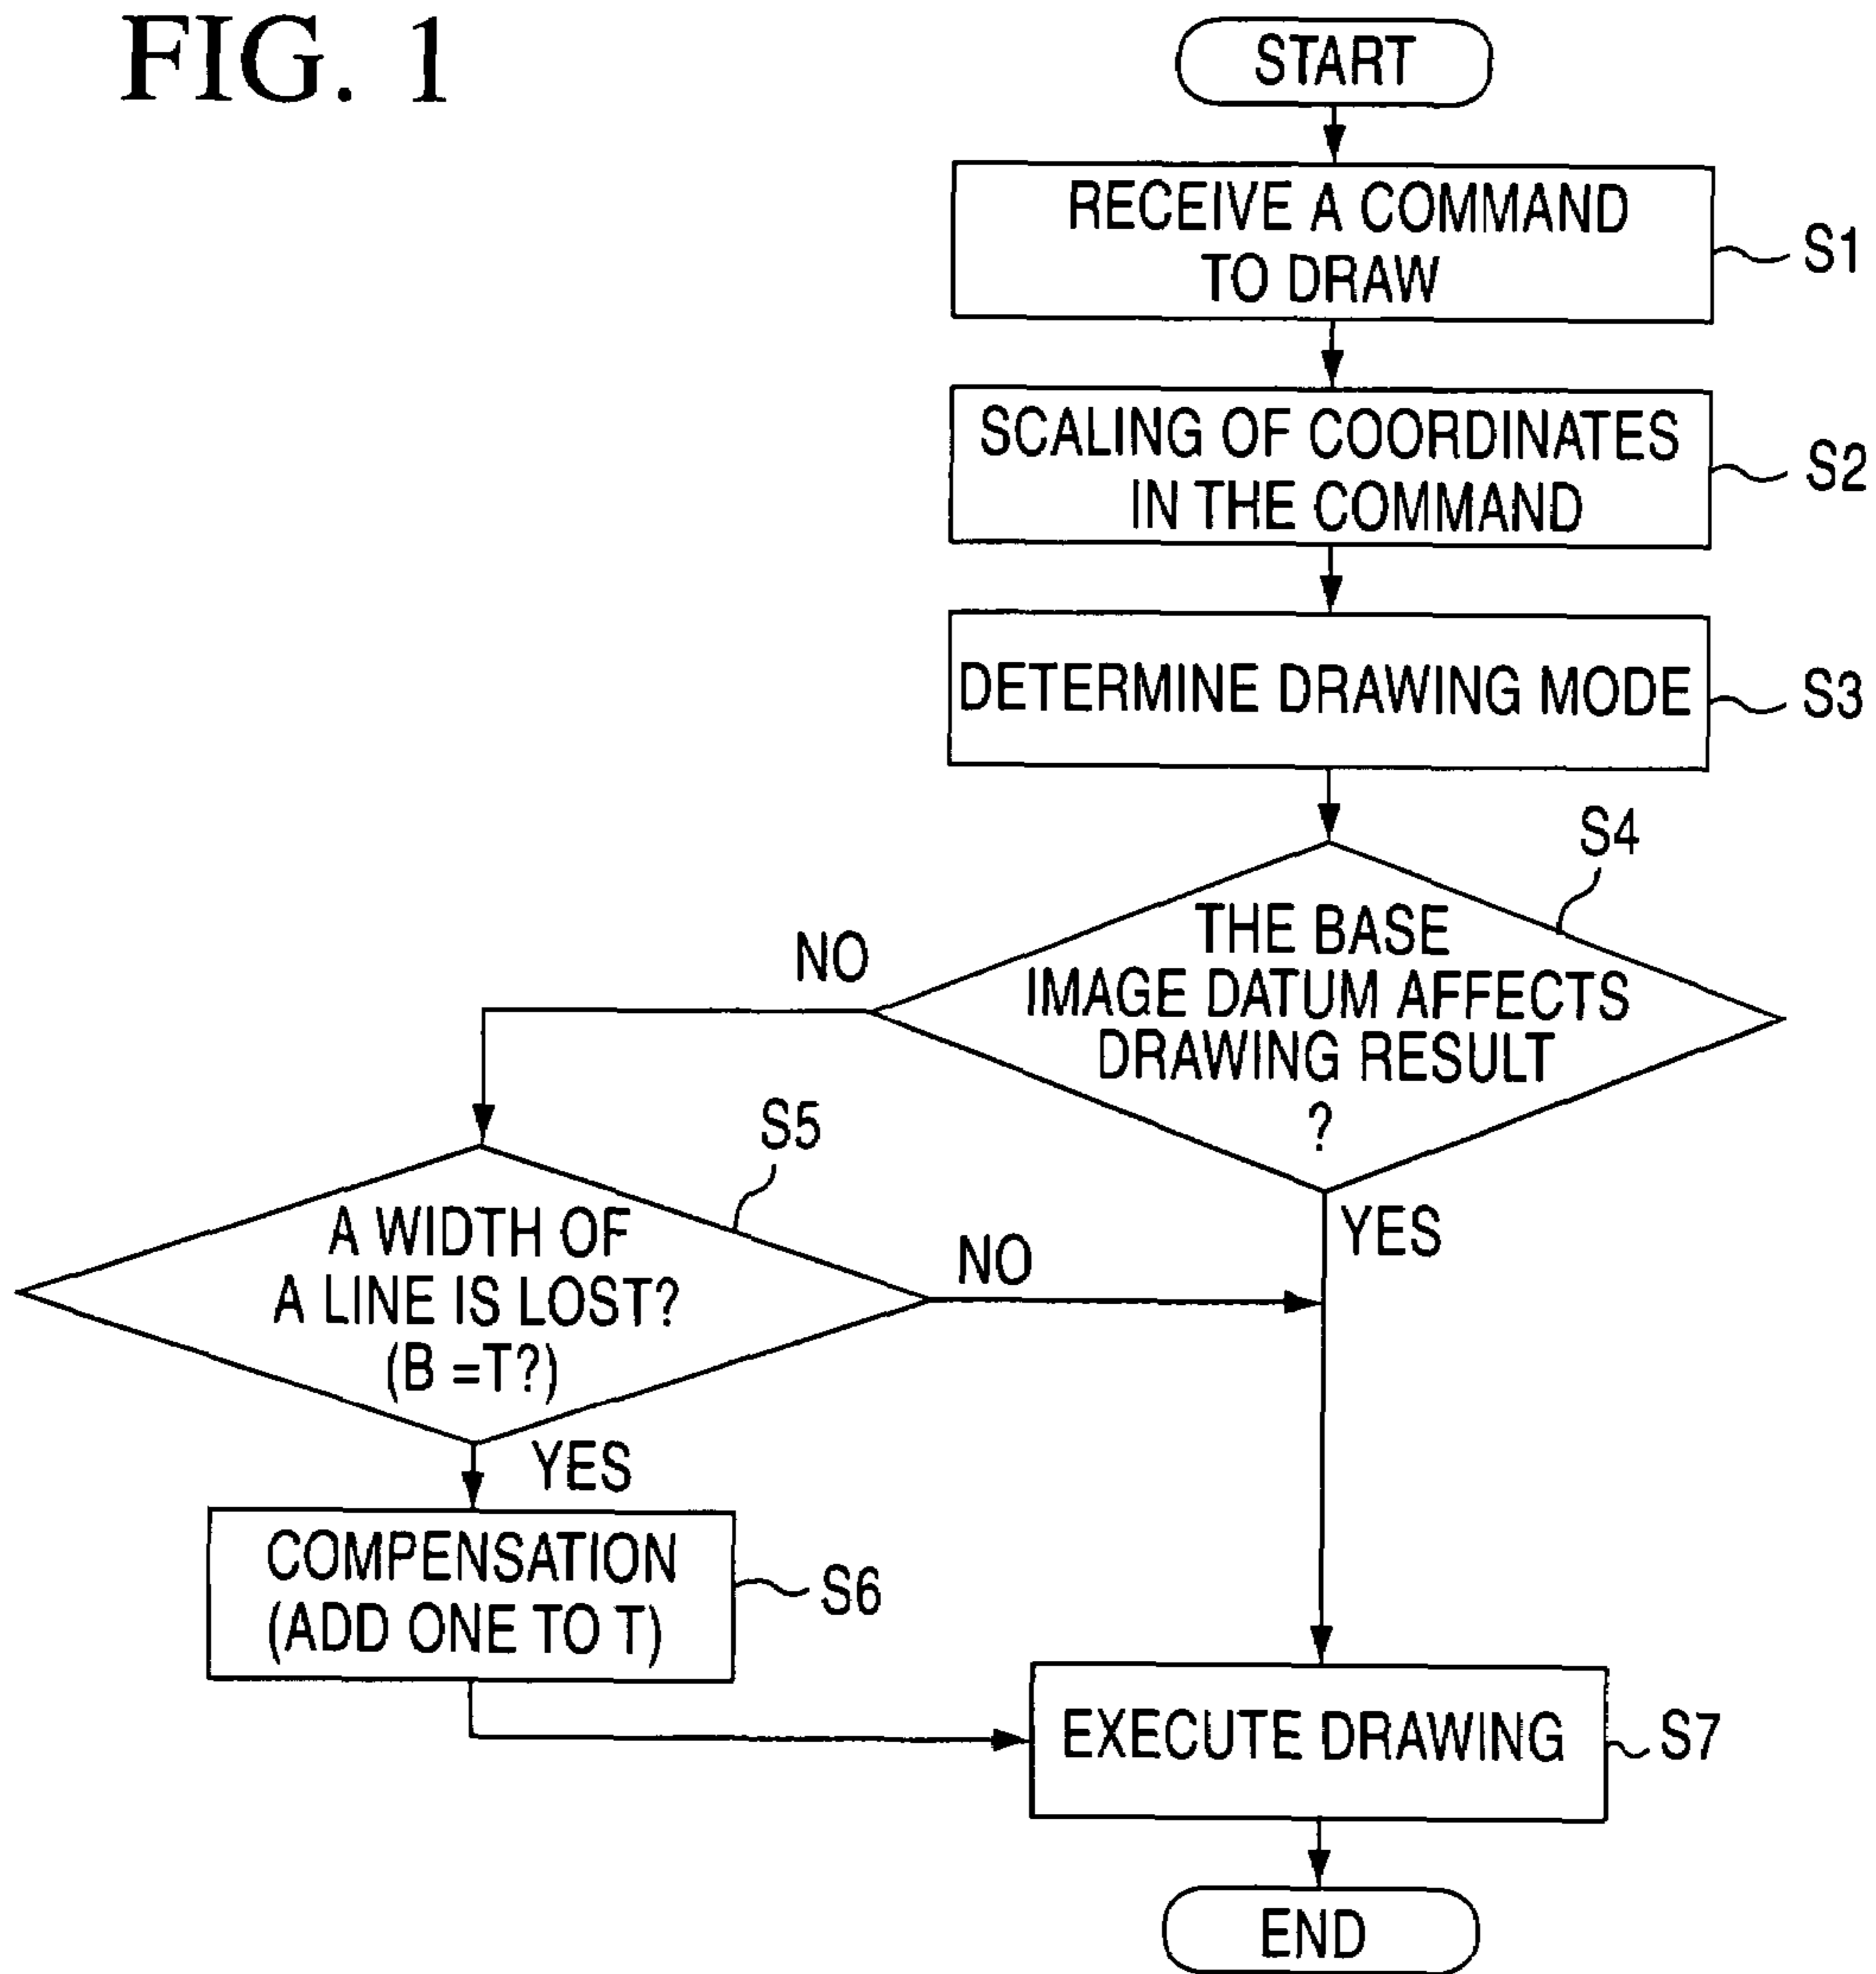 FIG. 1
START
RECEIVE A COMMAND
TO DRAW
S1
SCALING OF COORDINATES
IN THE COMMAND
S2
DETERMINE DRAWING MODE
S3
S4
THE BASE
IMAGE DATUM AFFECTS
DRAWING RESULT
?
NO
YES
S5
A WIDTH OF
A LINE IS LOST?
(B =T?)
NO
YES
COMPENSATION
(ADD ONE TO T)
S6
EXECUTE DRAWING
S7
END